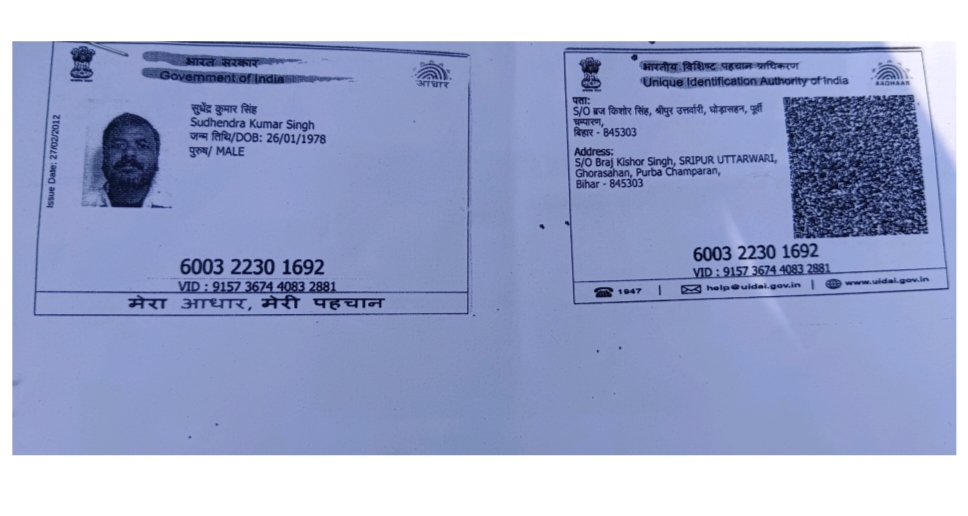 भारत सरकार
Government of India
आधार
Issue Date: 27/02/2012
सुधेंद्र कुमार सिंह
Sudhendra Kumar Singh
जन्म तिथि/DOB: 26/01/1978
पुरुष/ MALE
6003 2230 1692
VID : 9157 3674 4083 2881
मेरा आधार, मेरी पहचान
भारतीय विशिष्ट पहचान प्राधिकरण
Unique Identification Authority of India
AADHAAR
पता:
S/O ब्रज किशोर सिंह, श्रीपुर उत्तर्वारी, घोड़ासहन, पूर्वी
चम्पारण,
बिहार - 845303
Address:
S/O Braj Kishor Singh, SRIPUR UTTARWARI,
Ghorasahan, Purba Champaran,
Bihar - 845303
6003 2230 1692
VID : 9157 3674 4083 2881
1947 | help@uidai.gov.in | www.uidai.gov.in